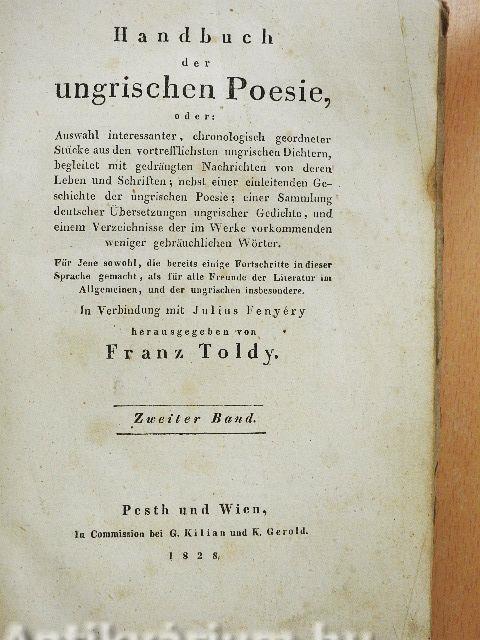 Handbuch
der
ungrischen Poesie,
oder:
Auswahl interessanter, chronologisch geordneter
Stücke aus den vortrefflichsten ungrischen Dichtern,
begleitet mit gedrängten Nachrichten von deren
Leben und Schriften; nebst einer einleitenden Ge-
schichte der ungrischen Poesie; einer Sammlung
deutscher Übersetzungen ungrischer Gedichte, und
einem Verzeichnisse der im Werke vorkommenden
weniger gebräuchlichen Wörter.
Für Jene sowohl, die bereits einige Fortschritte in dieser
Sprache gemacht, als für alle Freunde der Literatur im
Allgemeinen, und der ungrischen insbesondere.
In Verbindung mit Julius Fenyéry
herausgegeben von
Franz Toldy.
Zweiter Band.
Pesth und Wien,
In Commission bei G. Kilian und K. Gerold.
1828.
Antikvárium.hu